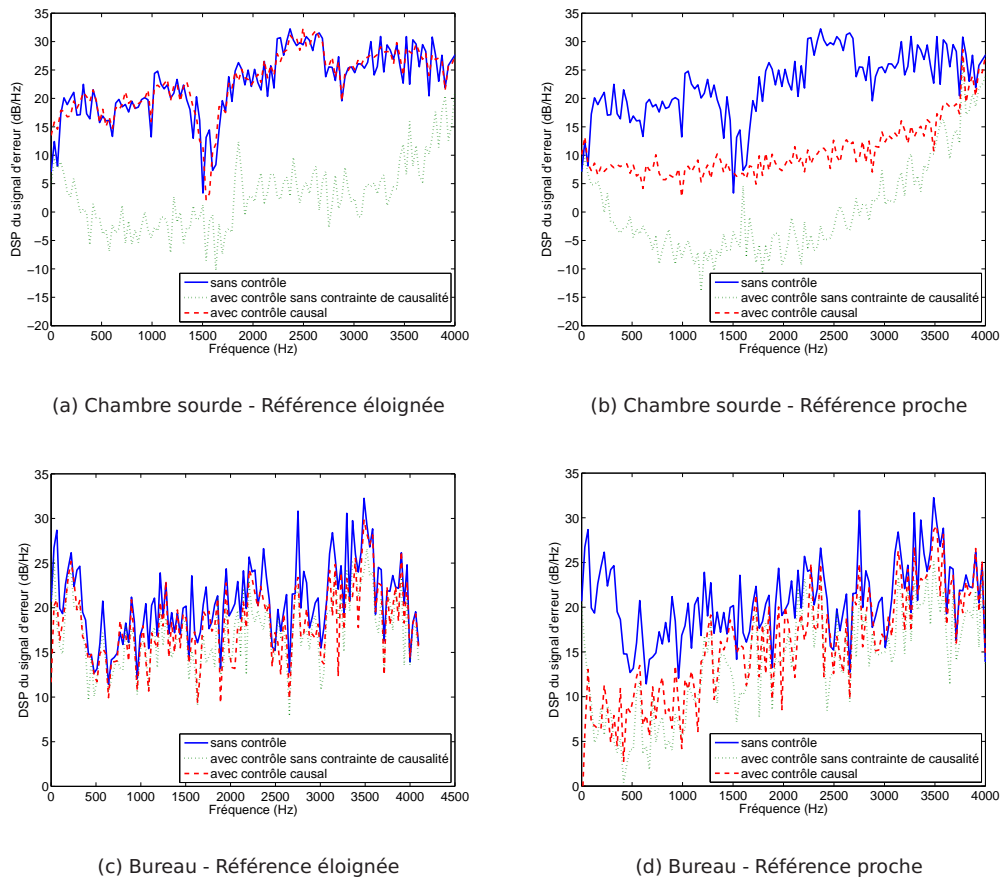 35
30
25
20
15
10
5
0
−5
−10
−15
−20
DSP du signal d'erreur (dB/Hz)
sans contrôle
avec contrôle sans contrainte de causalité
avec contrôle causal
0 500 1000 1500 2000 2500 3000 3500 4000
Fréquence (Hz)
(a) Chambre sourde - Référence éloignée
35
30
25
20
15
10
5
0
−5
−10
−15
−20
DSP du signal d'erreur (dB/Hz)
sans contrôle
avec contrôle sans contrainte de causalité
avec contrôle causal
0 500 1000 1500 2000 2500 3000 3500 4000
Fréquence (Hz)
(b) Chambre sourde - Référence proche
35
30
25
20
15
10
5
0
DSP du signal d'erreur (dB/Hz)
sans contrôle
avec contrôle sans contrainte de causalité
avec contrôle causal
0 500 1000 1500 2000 2500 3000 3500 4000 4500
Fréquence (Hz)
(c) Bureau - Référence éloignée
35
30
25
20
15
10
5
0
DSP du signal d'erreur (dB/Hz)
sans contrôle
avec contrôle sans contrainte de causalité
avec contrôle causal
0 500 1000 1500 2000 2500 3000 3500 4000
Fréquence (Hz)
(d) Bureau - Référence proche